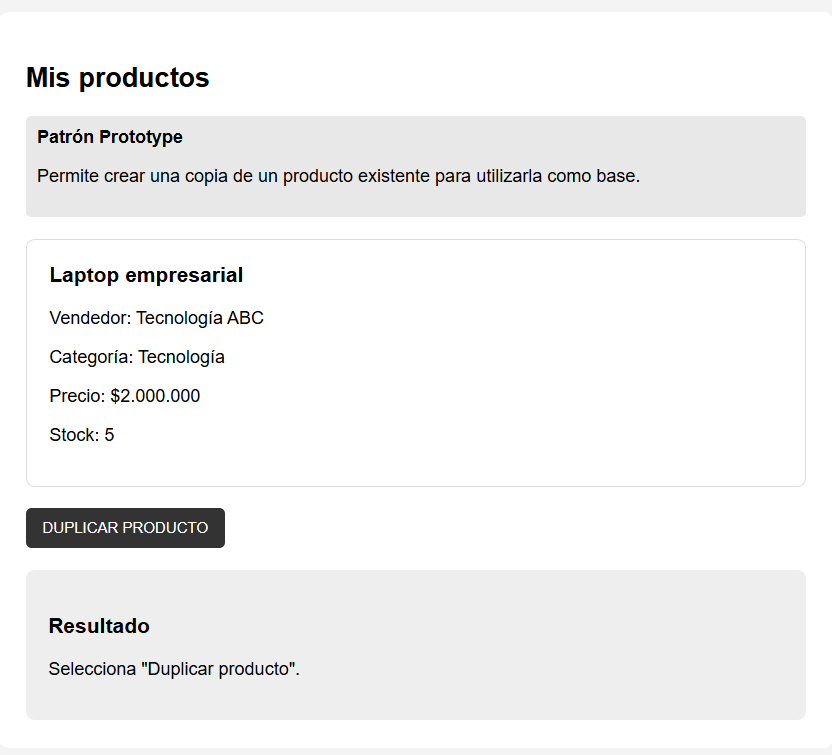 Mis productos
Patrón Prototype
Permite crear una copia de un producto existente para utilizarla como base.
Laptop empresarial
Vendedor: Tecnología ABC
Categoría: Tecnología
Precio: $2.000.000
Stock: 5
DUPLICAR PRODUCTO
Resultado
Selecciona "Duplicar producto".